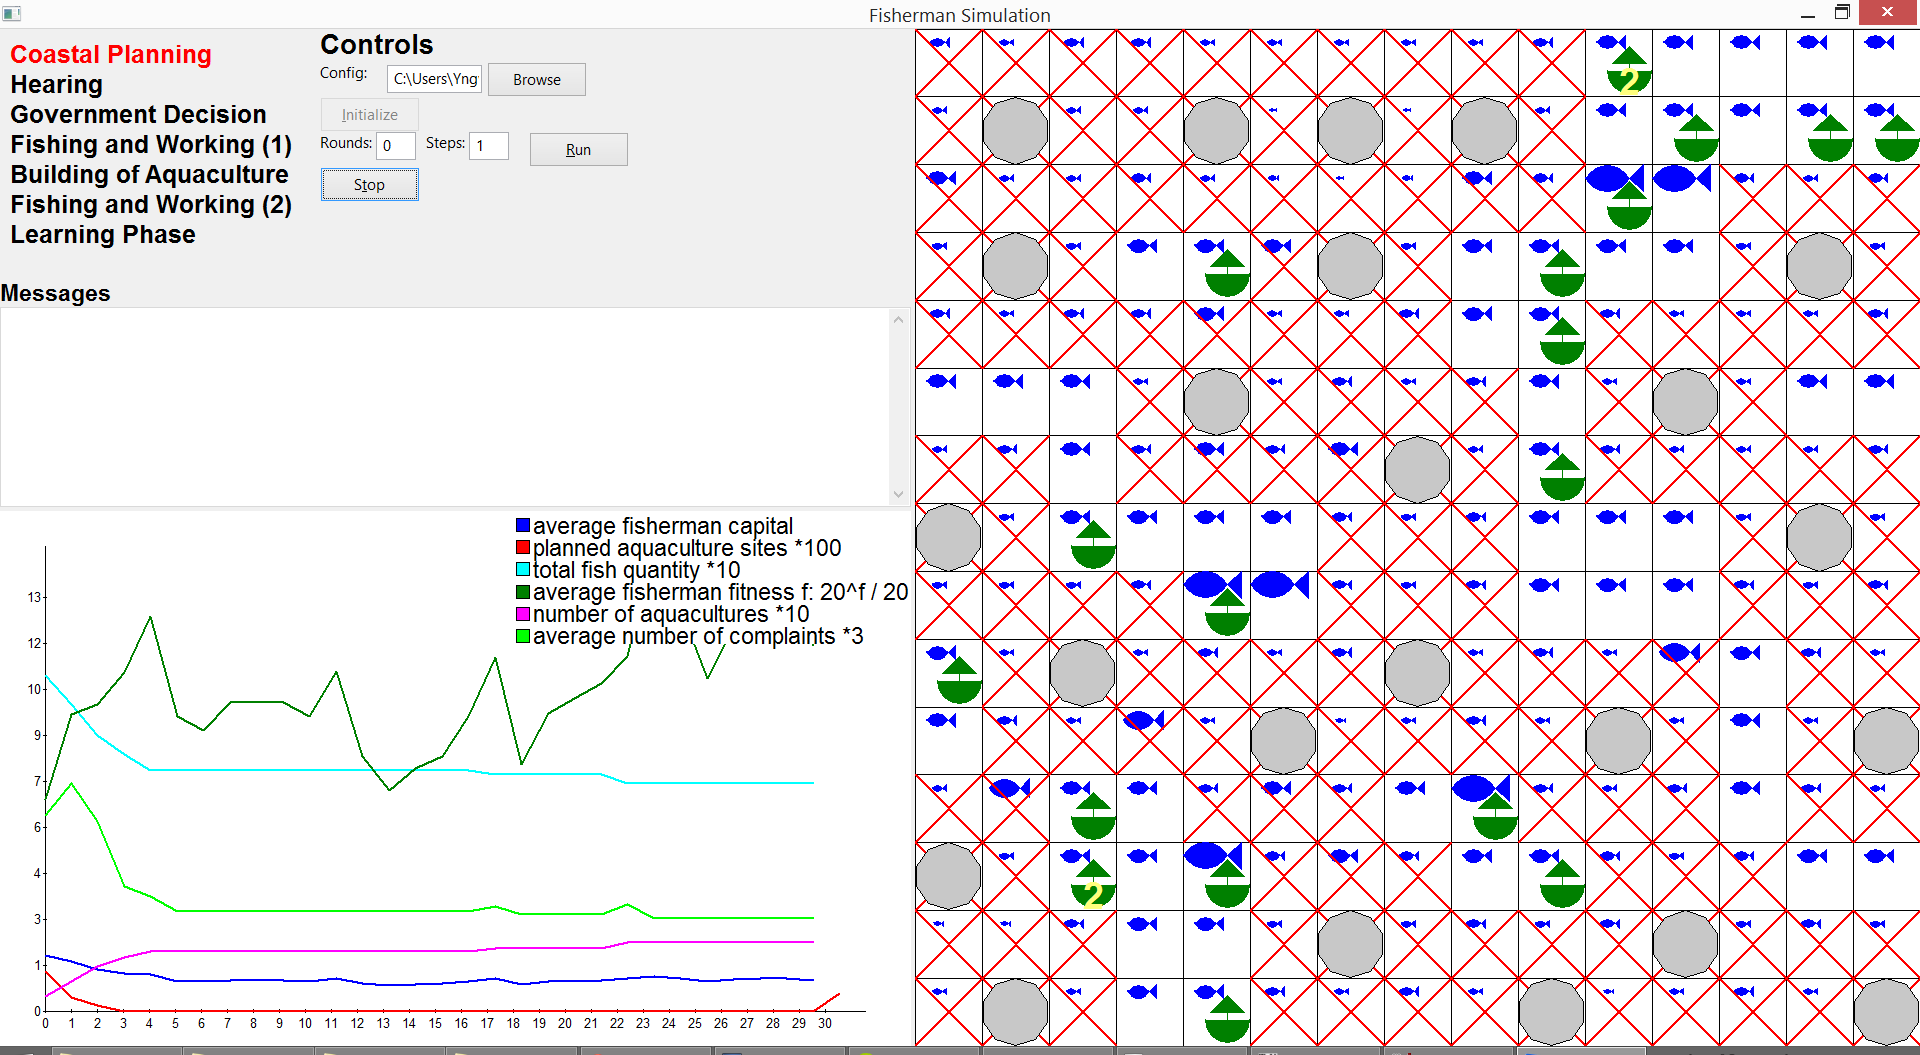 Fisherman Simulation
Coastal Planning
Hearing
Government Decision
Fishing and Working (1)
Building of Aquaculture
Fishing and Working (2)
Learning Phase
Controls
Config: C:\Users\Yng Browse
Initialize
Rounds: 0 Steps: 1 Run
Stop
Messages
average fisherman capital
planned aquaculture sites *100
total fish quantity *10
average fisherman fitness f: 20^f / 20
number of aquacultures *10
average number of complaints *3
13
12
10
9
7
6
4
3
1
0
0 1 2 3 4 5 6 7 8 9 10 11 12 13 14 15 16 17 18 19 20 21 22 23 24 25 26 27 28 29 30
2
2